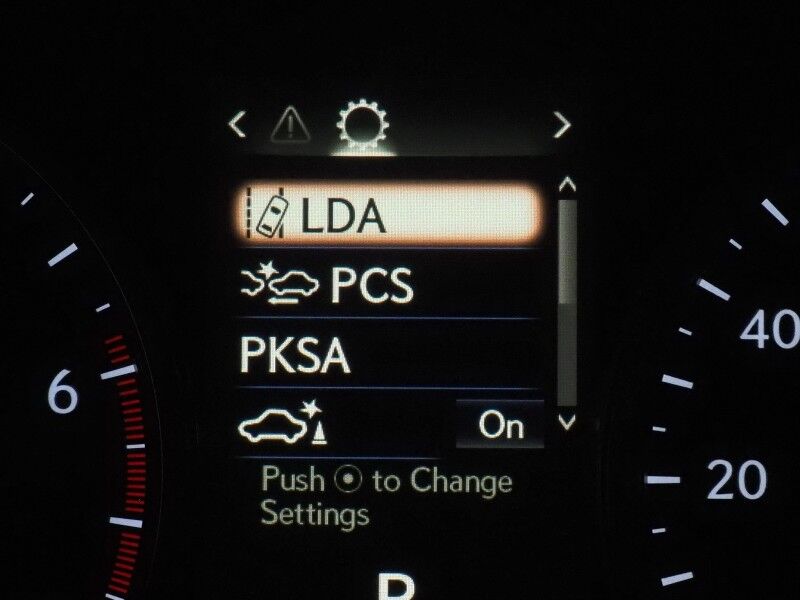 LDA
PCS
PKSA
On
Push to Change
Settings
6
40
20
P